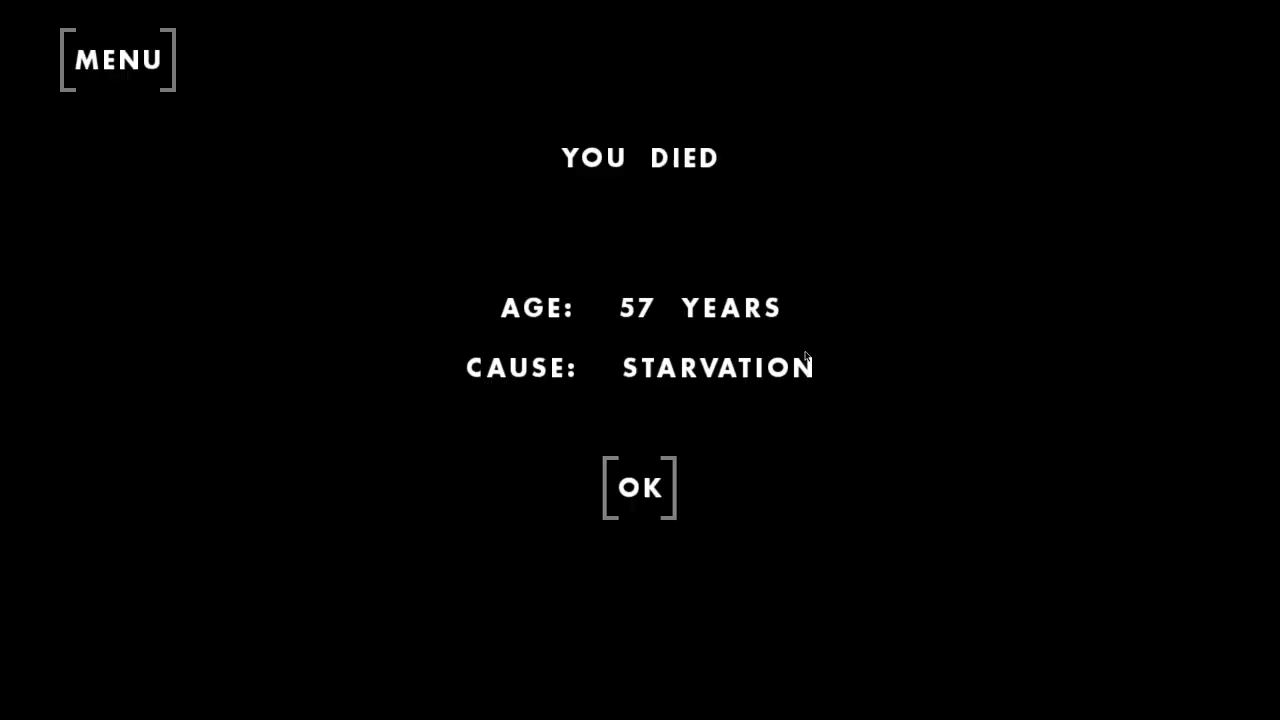 MENU
YOU DIED
AGE: 57 YEARS
CAUSE: STARVATION
OK